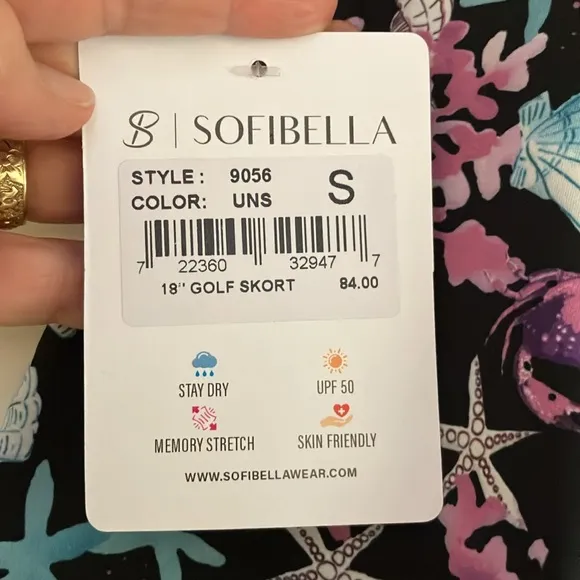 SB | SOFIBELLA
STYLE: 9056 S
COLOR: UNS
7 22360 32947 7
18" GOLF SKORT 84.00
STAY DRY UPF 50
MEMORY STRETCH SKIN FRIENDLY
WWW.SOFIBELLAWEAR.COM